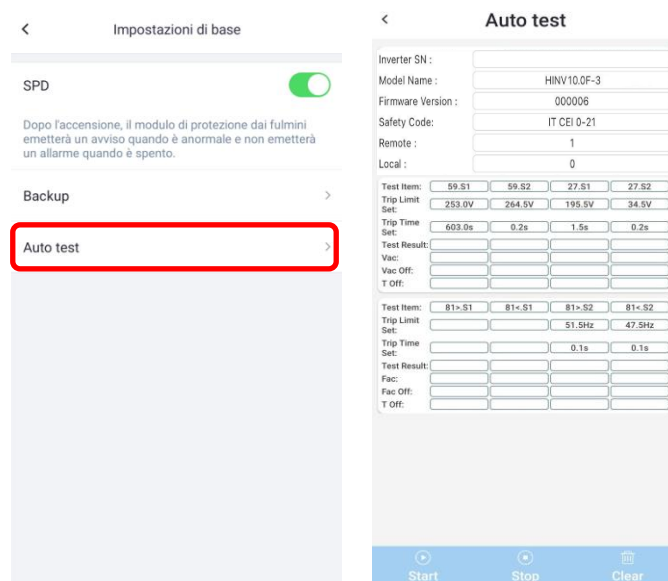 Impostazioni di base
SPD
Dopo l'accensione, il modulo di protezione dai fulmini
emetterà un avviso quando è anormale e non emetterà
un allarme quando è spento.
Backup
Auto test
Auto test
Inverter SN :
Model Name : HINV10.0F-3
Firmware Version : 000006
Safety Code: IT CEI 0-21
Remote : 1
Local : 0
Test Item: 59.S1 59.S2 27.S1 27.S2
Trip Limit
Set: 253.0V 264.5V 195.5V 34.5V
Trip Time
Set: 603.0s 0.2s 1.5s 0.2s
Test Result:
Vac:
Vac Off:
T Off:
Test Item: 81>.S1 81<.S1 81>.S2 81<.S2
Trip Limit
Set: 51.5Hz 47.5Hz
Trip Time
Set: 0.1s 0.1s
Test Result:
Fac:
Fac Off:
T Off:
Start Stop Clear